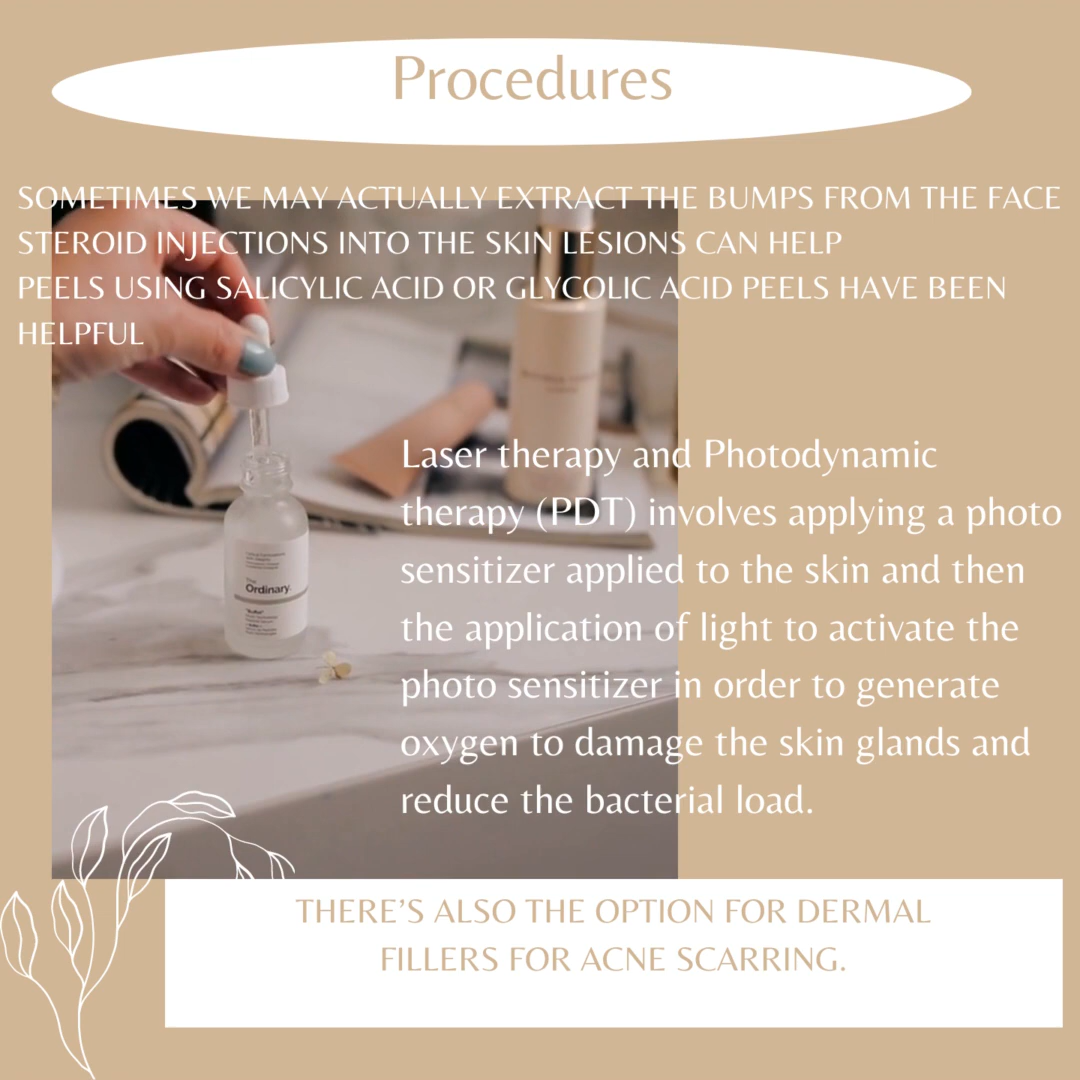 Procedures
SOMETIMES WE MAY ACTUALLY EXTRACT THE BUMPS FROM THE FACE
STEROID INJECTIONS INTO THE SKIN LESIONS CAN HELP
PEELS USING SALICYLIC ACID OR GLYCOLIC ACID PEELS HAVE BEEN
HELPFUL
Laser therapy and Photodynamic
therapy (PDT) involves applying a photo
sensitizer applied to the skin and then
the application of light to activate the
photo sensitizer in order to generate
oxygen to damage the skin glands and
reduce the bacterial load.
The
Ordinary.
"Buffet"
THERE'S ALSO THE OPTION FOR DERMAL
FILLERS FOR ACNE SCARRING.